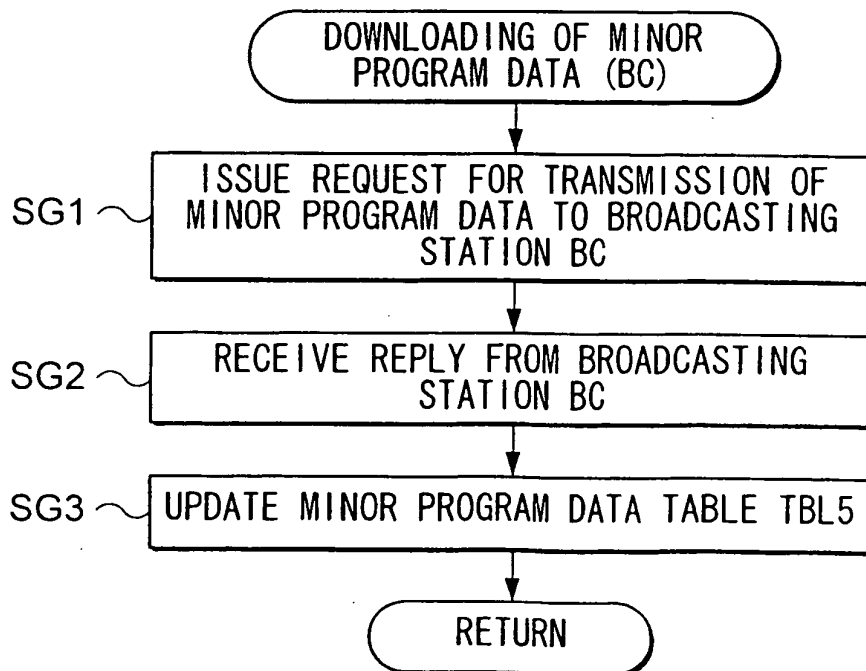 DOWNLOADING OF MINOR
PROGRAM DATA (BC)
SG1
ISSUE REQUEST FOR TRANSMISSION OF
MINOR PROGRAM DATA TO BROADCASTING
STATION BC
SG2
RECEIVE REPLY FROM BROADCASTING
STATION BC
SG3
UPDATE MINOR PROGRAM DATA TABLE TBL5
RETURN